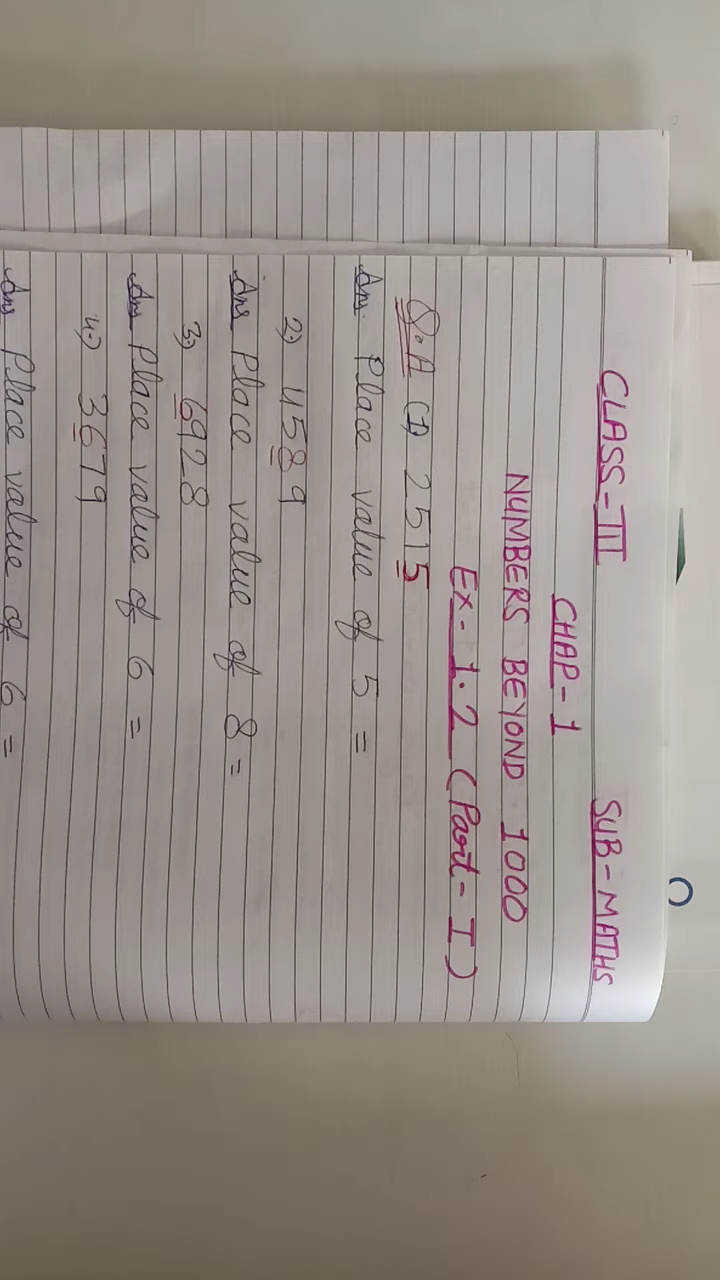 CLASS-III SUB-MATHS
CHAP-1
NUMBERS BEYOND 1000
Ex-1.2 (Part-I)
Q.A (1) 2515
Ans. Place value of 5 =
2) 4589
Ans Place value of 8 =
3) 6928
Ans Place value of 6 =
4) 3679
Ans Place value of 6 =